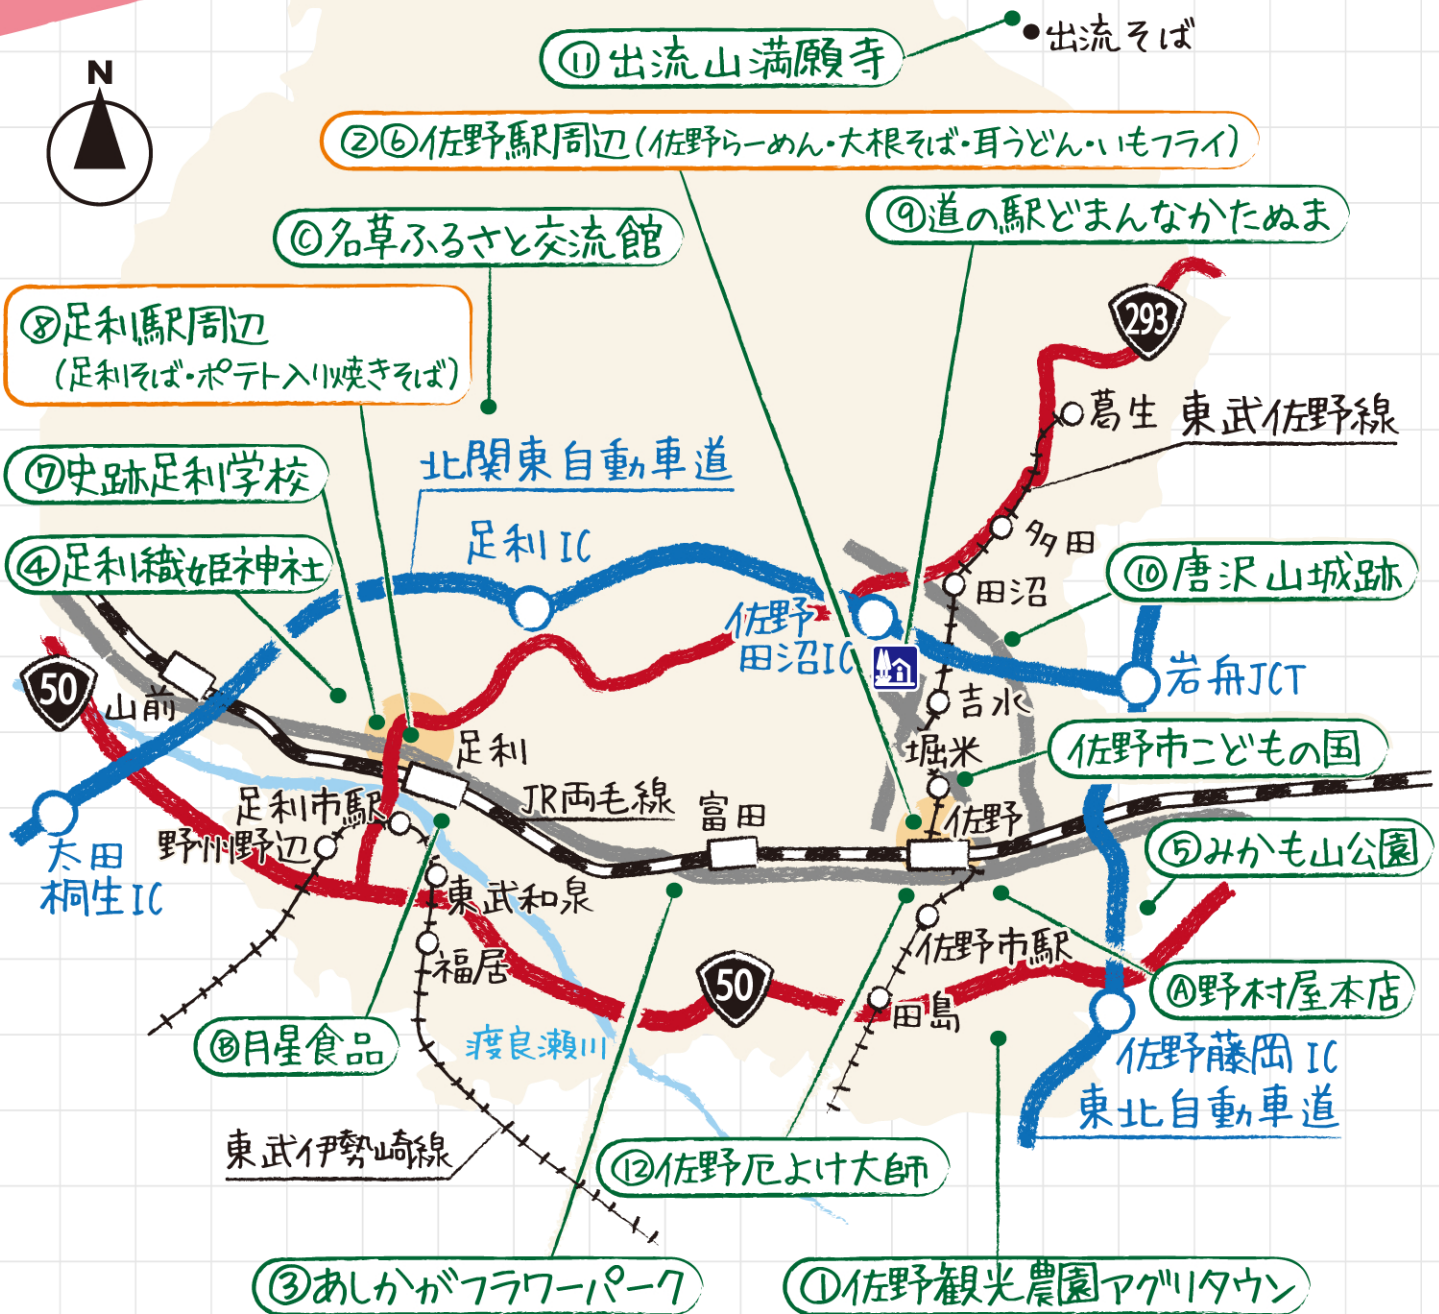 ⑪出流山満願寺
●出流そば
N
②⑥佐野駅周辺(佐野らーめん・大根そば・耳うどん・いもフライ)
⑨道の駅どまんなかたぬま
Ⓒ名草ふるさと交流館
⑧足利駅周辺
(足利そば・ポテト入り焼きそば)
293
葛生
東武佐野線
⑦史跡足利学校
北関東自動車道
足利IC
多田
④足利織姫神社
田沼
⑩唐沢山城跡
佐野
田沼IC
50
山前
吉水
岩舟JCT
足利
堀米
佐野市こどもの国
足利市駅
JR両毛線
富田
佐野
野州野辺
⑤みかも山公園
太田
桐生IC
東武和泉
福居
佐野市駅
50
Ⓐ野村屋本店
田島
Ⓑ月星食品
渡良瀬川
佐野藤岡IC
東北自動車道
東武伊勢崎線
⑫佐野厄よけ大師
③あしかがフラワーパーク
①佐野観光農園アグリタウン